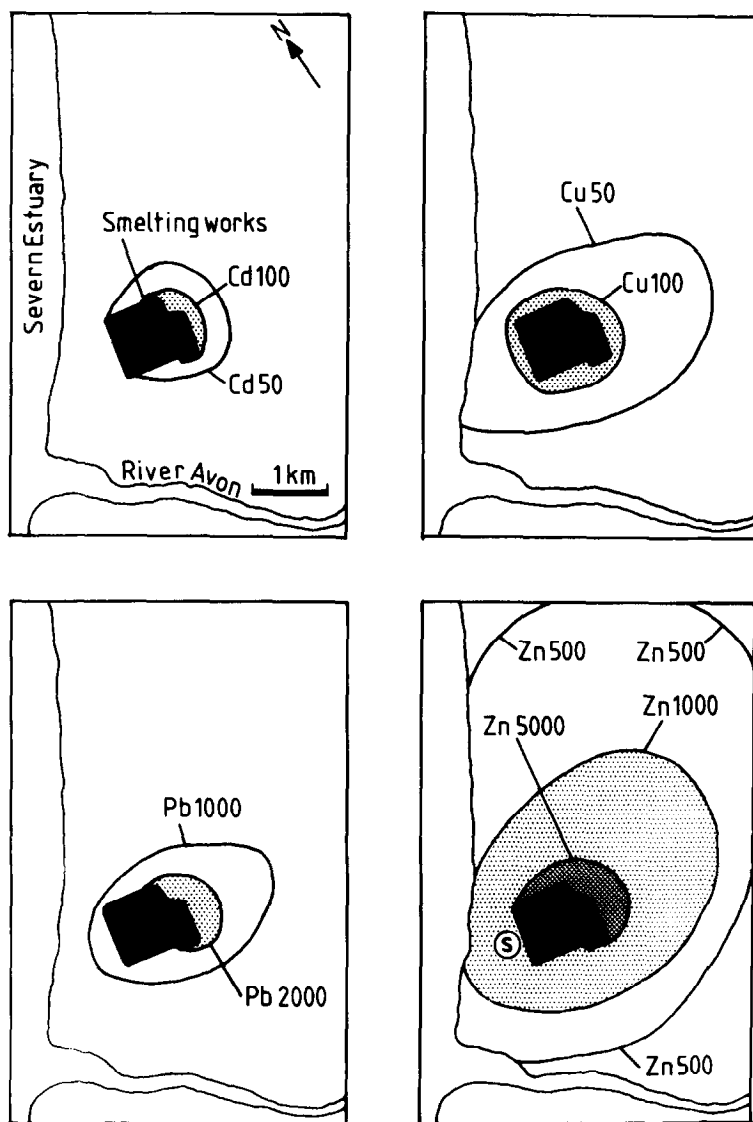 N
Severn Estuary
Smelting works
Cd100
Cd50
River Avon
1km
Cu50
Cu100
Pb1000
Pb2000
Zn500
Zn500
Zn1000
Zn5000
S
Zn500